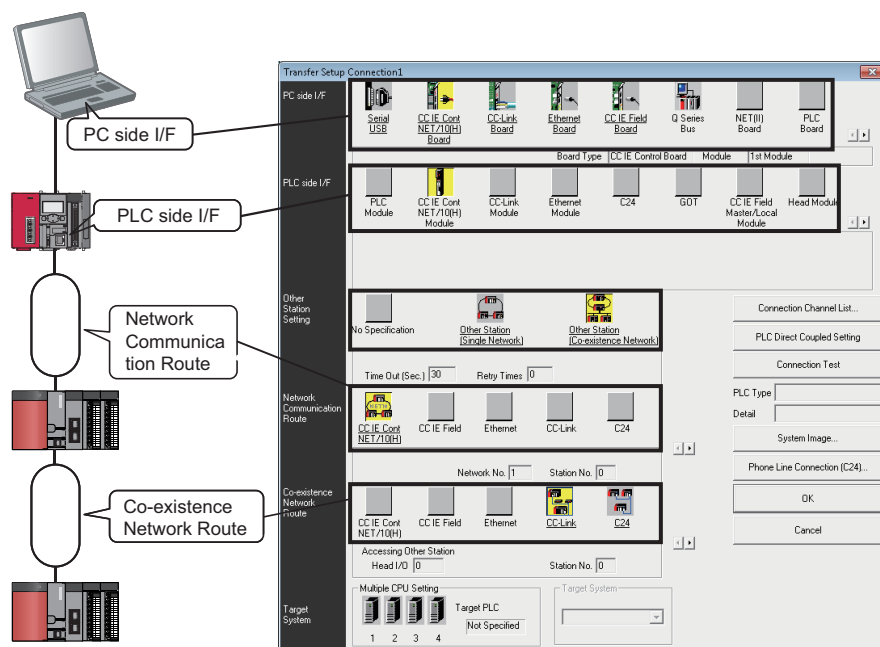 Transfer Setup Connection1
PC side I/F
Serial
USB
CC IE Cont
NET/10(H)
Board
CC-Link
Board
Ethernet
Board
CC IE Field
Board
Q Series
Bus
NET(II)
Board
PLC
Board
PC side I/F
Board Type CC IE Control Board Module 1st Module
PLC side I/F
PLC
Module
CC IE Cont
NET/10(H)
Module
CC-Link
Module
Ethernet
Module
C24
GOT
CC IE Field
Master/Local
Module
Head Module
PLC side I/F
Other
Station
Setting
No Specification
Other Station
(Single Network)
Other Station
(Co-existence Network)
Connection Channel List...
PLC Direct Coupled Setting
Connection Test
PLC Type
Detail
System Image...
Phone Line Connection (C24)...
OK
Cancel
Network
Communica
tion Route
Time Out (Sec.) 30 Retry Times 0
Network
Communication
Route
CC IE Cont
NET/10(H)
CC IE Field
Ethernet
CC-Link
C24
Network No. 1 Station No. 0
Co-existence
Network Route
Co-existence
Network
Route
CC IE Cont
NET/10(H)
CC IE Field
Ethernet
CC-Link
C24
Accessing Other Station
Head I/O 0 Station No. 0
Target
System
Multiple CPU Setting
1 2 3 4
Target PLC
Not Specified
Target System